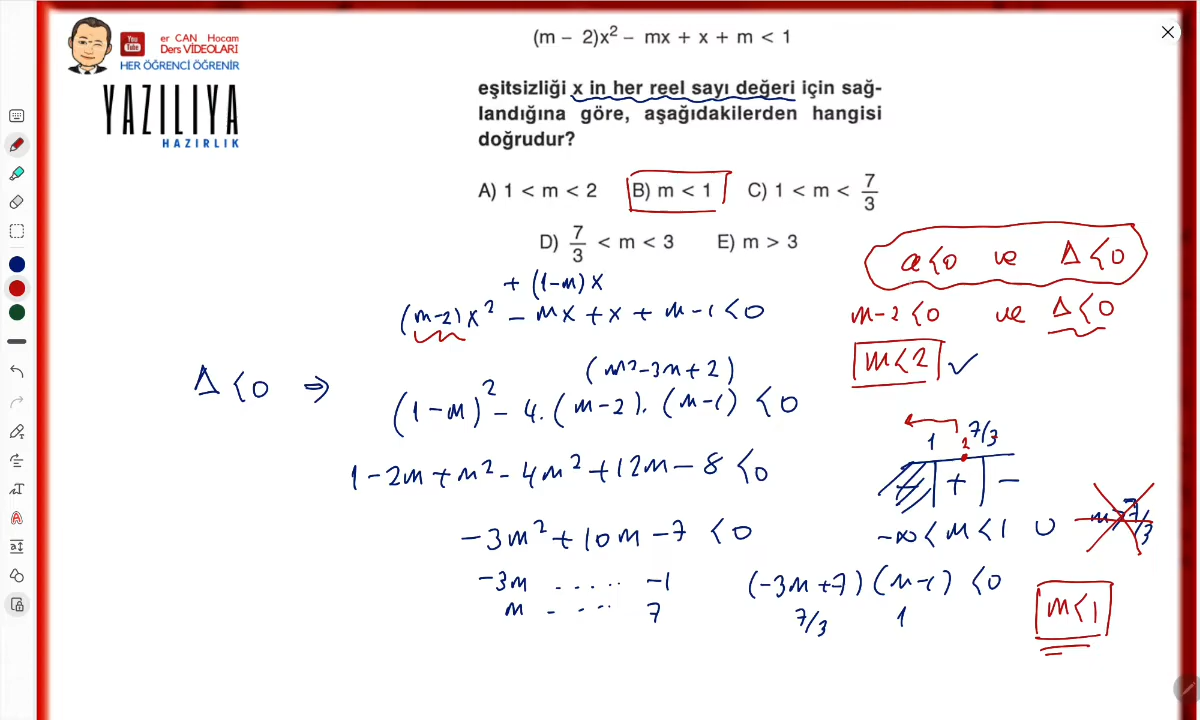 er CAN Hocam
You Tube
Ders VİDEOLARI
HER ÖĞRENCİ ÖĞRENİR
YAZILIYA
HAZIRLIK
(m − 2)x² − mx + x + m < 1
eşitsizliği x in her reel sayı değeri için sağ-
landığına göre, aşağıdakilerden hangisi
doğrudur?
A) 1 < m < 2 B) m < 1 C) 1 < m < 7/3
D) 7/3 < m < 3 E) m > 3
a<0 ve Δ<0
+ (1−m)x
(m−2)x² − mx + x + m−1 <0
m−2 <0 ve Δ<0
m<2 ✓
Δ<0 ⇒
(m²−3m+2)
(1−m)² − 4.(m−2).(m−1) <0
1 − 2m + m² − 4m² + 12m − 8 <0
−3m² + 10m − 7 <0
−3m ..... −1
m ..... 7
(−3m+7)(m−1) <0
7/3 1
1 2 7/3
− + −
−∞ < m < 1 ∪ m>7/3
m<1